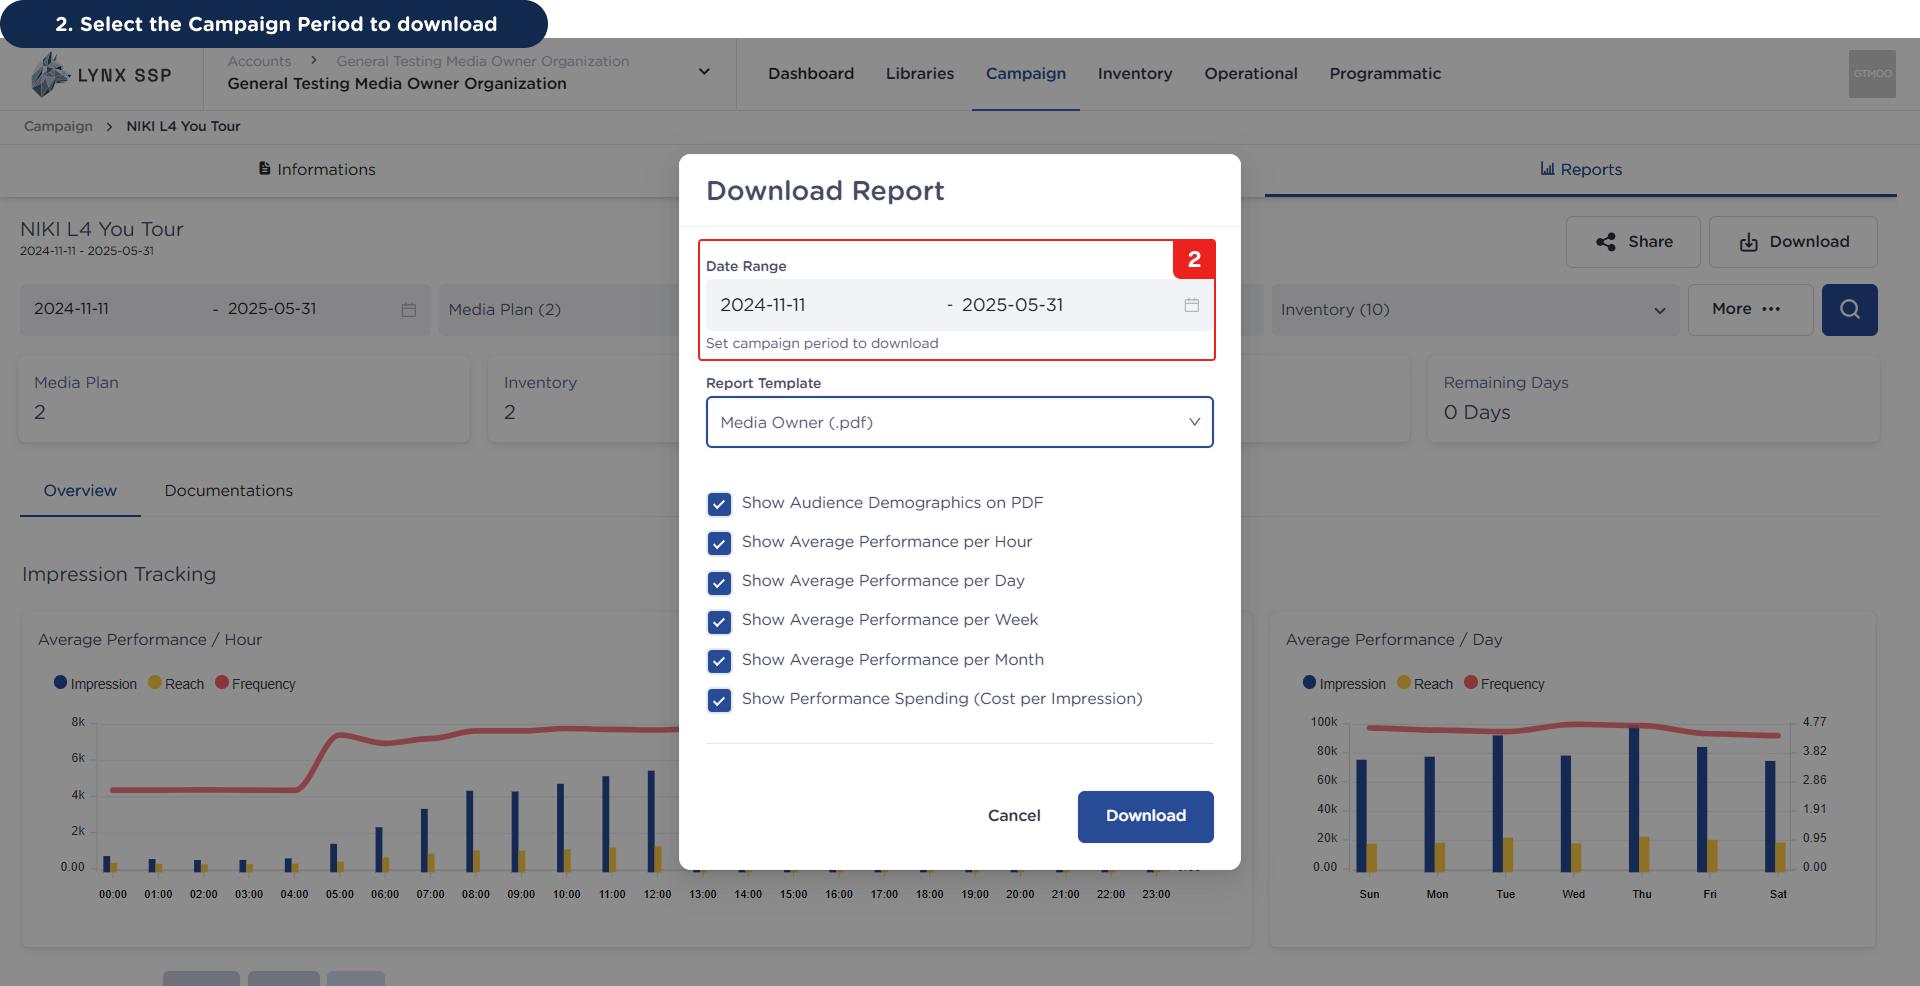 2. Select the Campaign Period to download
LYNX SSP
Accounts > General Testing Media Owner Organization
General Testing Media Owner Organization
Dashboard
Libraries
Campaign
Inventory
Operational
Programmatic
GTMOO
Campaign > NIKI L4 You Tour
Informations
Reports
NIKI L4 You Tour
2024-11-11 - 2025-05-31
Share
Download
2024-11-11 - 2025-05-31
Media Plan (2)
Inventory (10)
More •••
Media Plan
2
Inventory
2
Remaining Days
0 Days
Overview
Documentations
Impression Tracking
Average Performance / Hour
Impression Reach Frequency
8k
6k
4k
2k
0.00
00:00 01:00 02:00 03:00 04:00 05:00 06:00 07:00 08:00 09:00 10:00 11:00 12:00 13:00 14:00 15:00 16:00 17:00 18:00 19:00 20:00 21:00 22:00 23:00
Average Performance / Day
Impression Reach Frequency
100k 4.77
80k 3.82
60k 2.86
40k 1.91
20k 0.95
0.00 0.00
Sun Mon Tue Wed Thu Fri Sat
Download Report
2
Date Range
2024-11-11 - 2025-05-31
Set campaign period to download
Report Template
Media Owner (.pdf)
Show Audience Demographics on PDF
Show Average Performance per Hour
Show Average Performance per Day
Show Average Performance per Week
Show Average Performance per Month
Show Performance Spending (Cost per Impression)
Cancel
Download